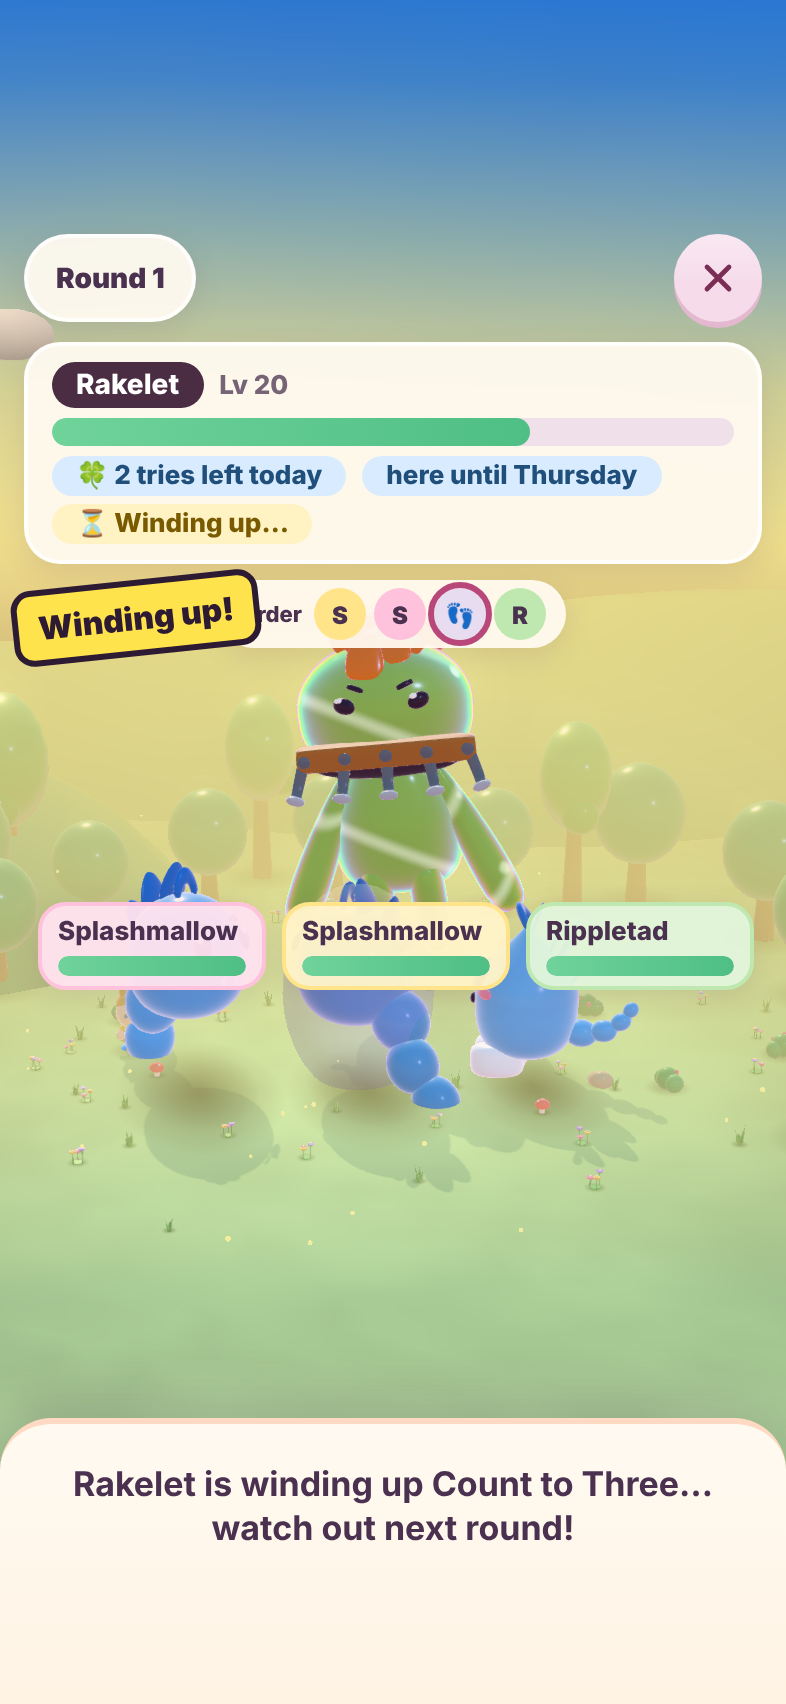 Round 1
Rakelet Lv 20
🍀 2 tries left today here until Thursday
⏳ Winding up...
Winding up!
S S 👣 R
Splashmallow Splashmallow Rippletad
Rakelet is winding up Count to Three...
watch out next round!